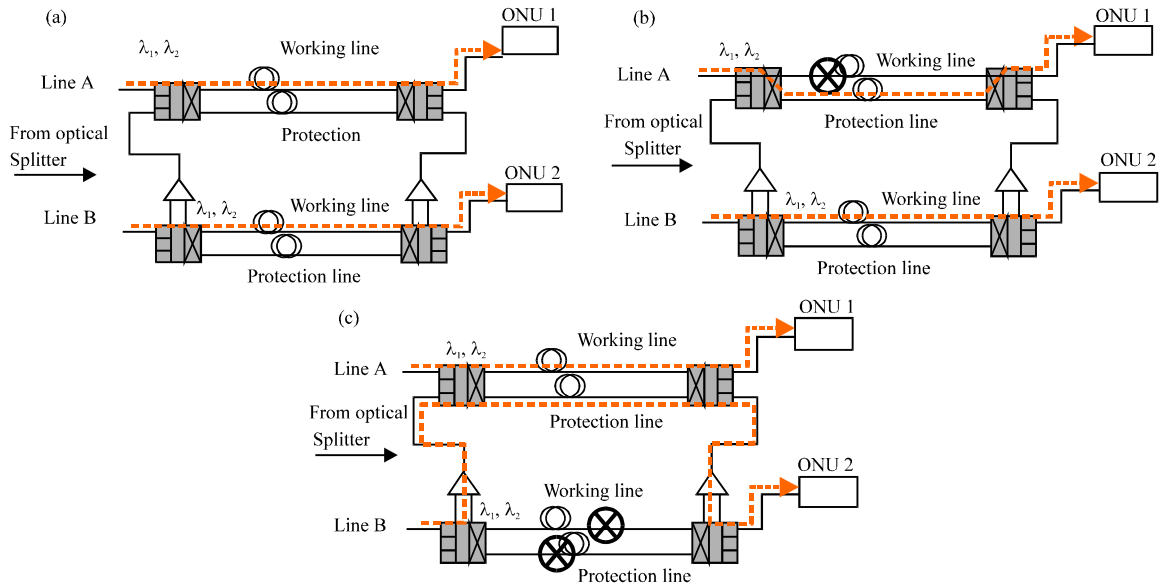 (a)
ONU 1
λ1, λ2
Working line
Line A
From optical
Splitter
Protection
ONU 2
λ1, λ2
Working line
Line B
Protection line
(b)
ONU 1
λ1, λ2
Working line
Line A
From optical
Splitter
Protection line
ONU 2
λ1, λ2
Working line
Line B
Protection line
(c)
ONU 1
λ1, λ2
Working line
Line A
From optical
Splitter
Protection line
ONU 2
Working line
λ1, λ2
Line B
Protection line